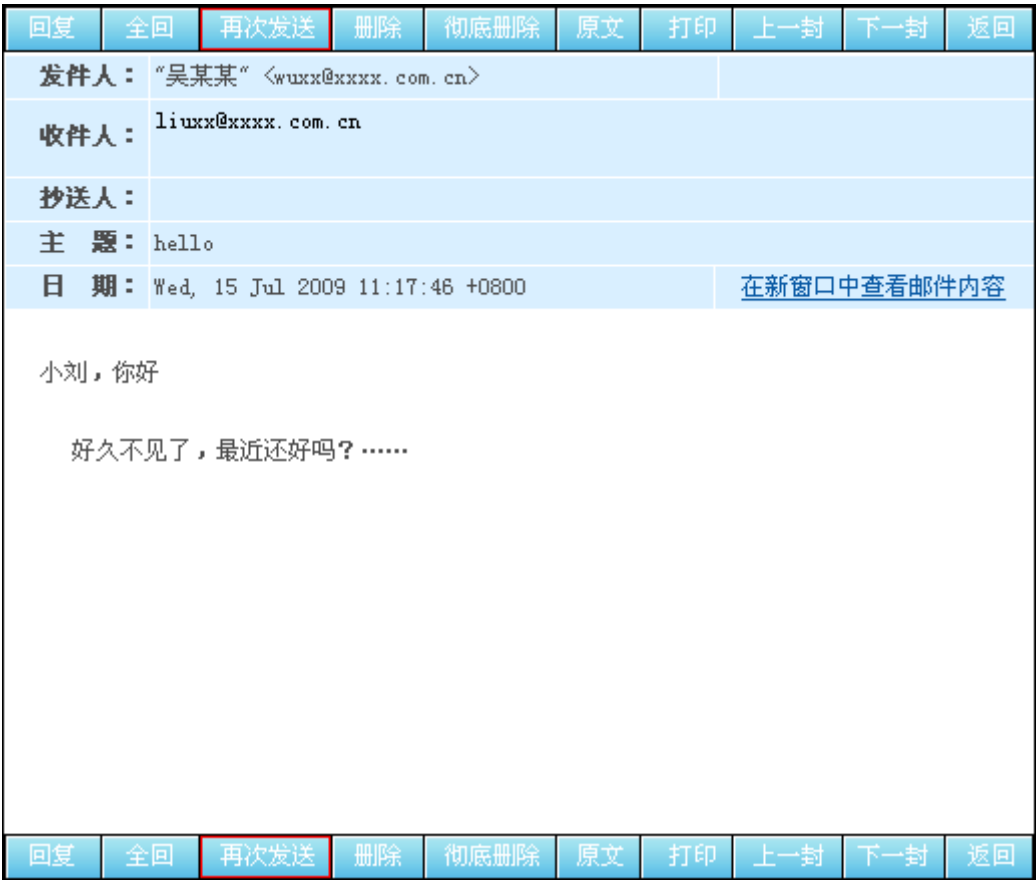 回复 全回 再次发送 删除 彻底删除 原文 打印 上一封 下一封 返回
发件人： "吴某某" <wuxx@xxxx.com.cn>
收件人： liuxx@xxxx.com.cn
抄送人：
主 题： hello
日 期： Wed, 15 Jul 2009 11:17:46 +0800 在新窗口中查看邮件内容
小刘，你好
好久不见了，最近还好吗？……
回复 全回 再次发送 删除 彻底删除 原文 打印 上一封 下一封 返回